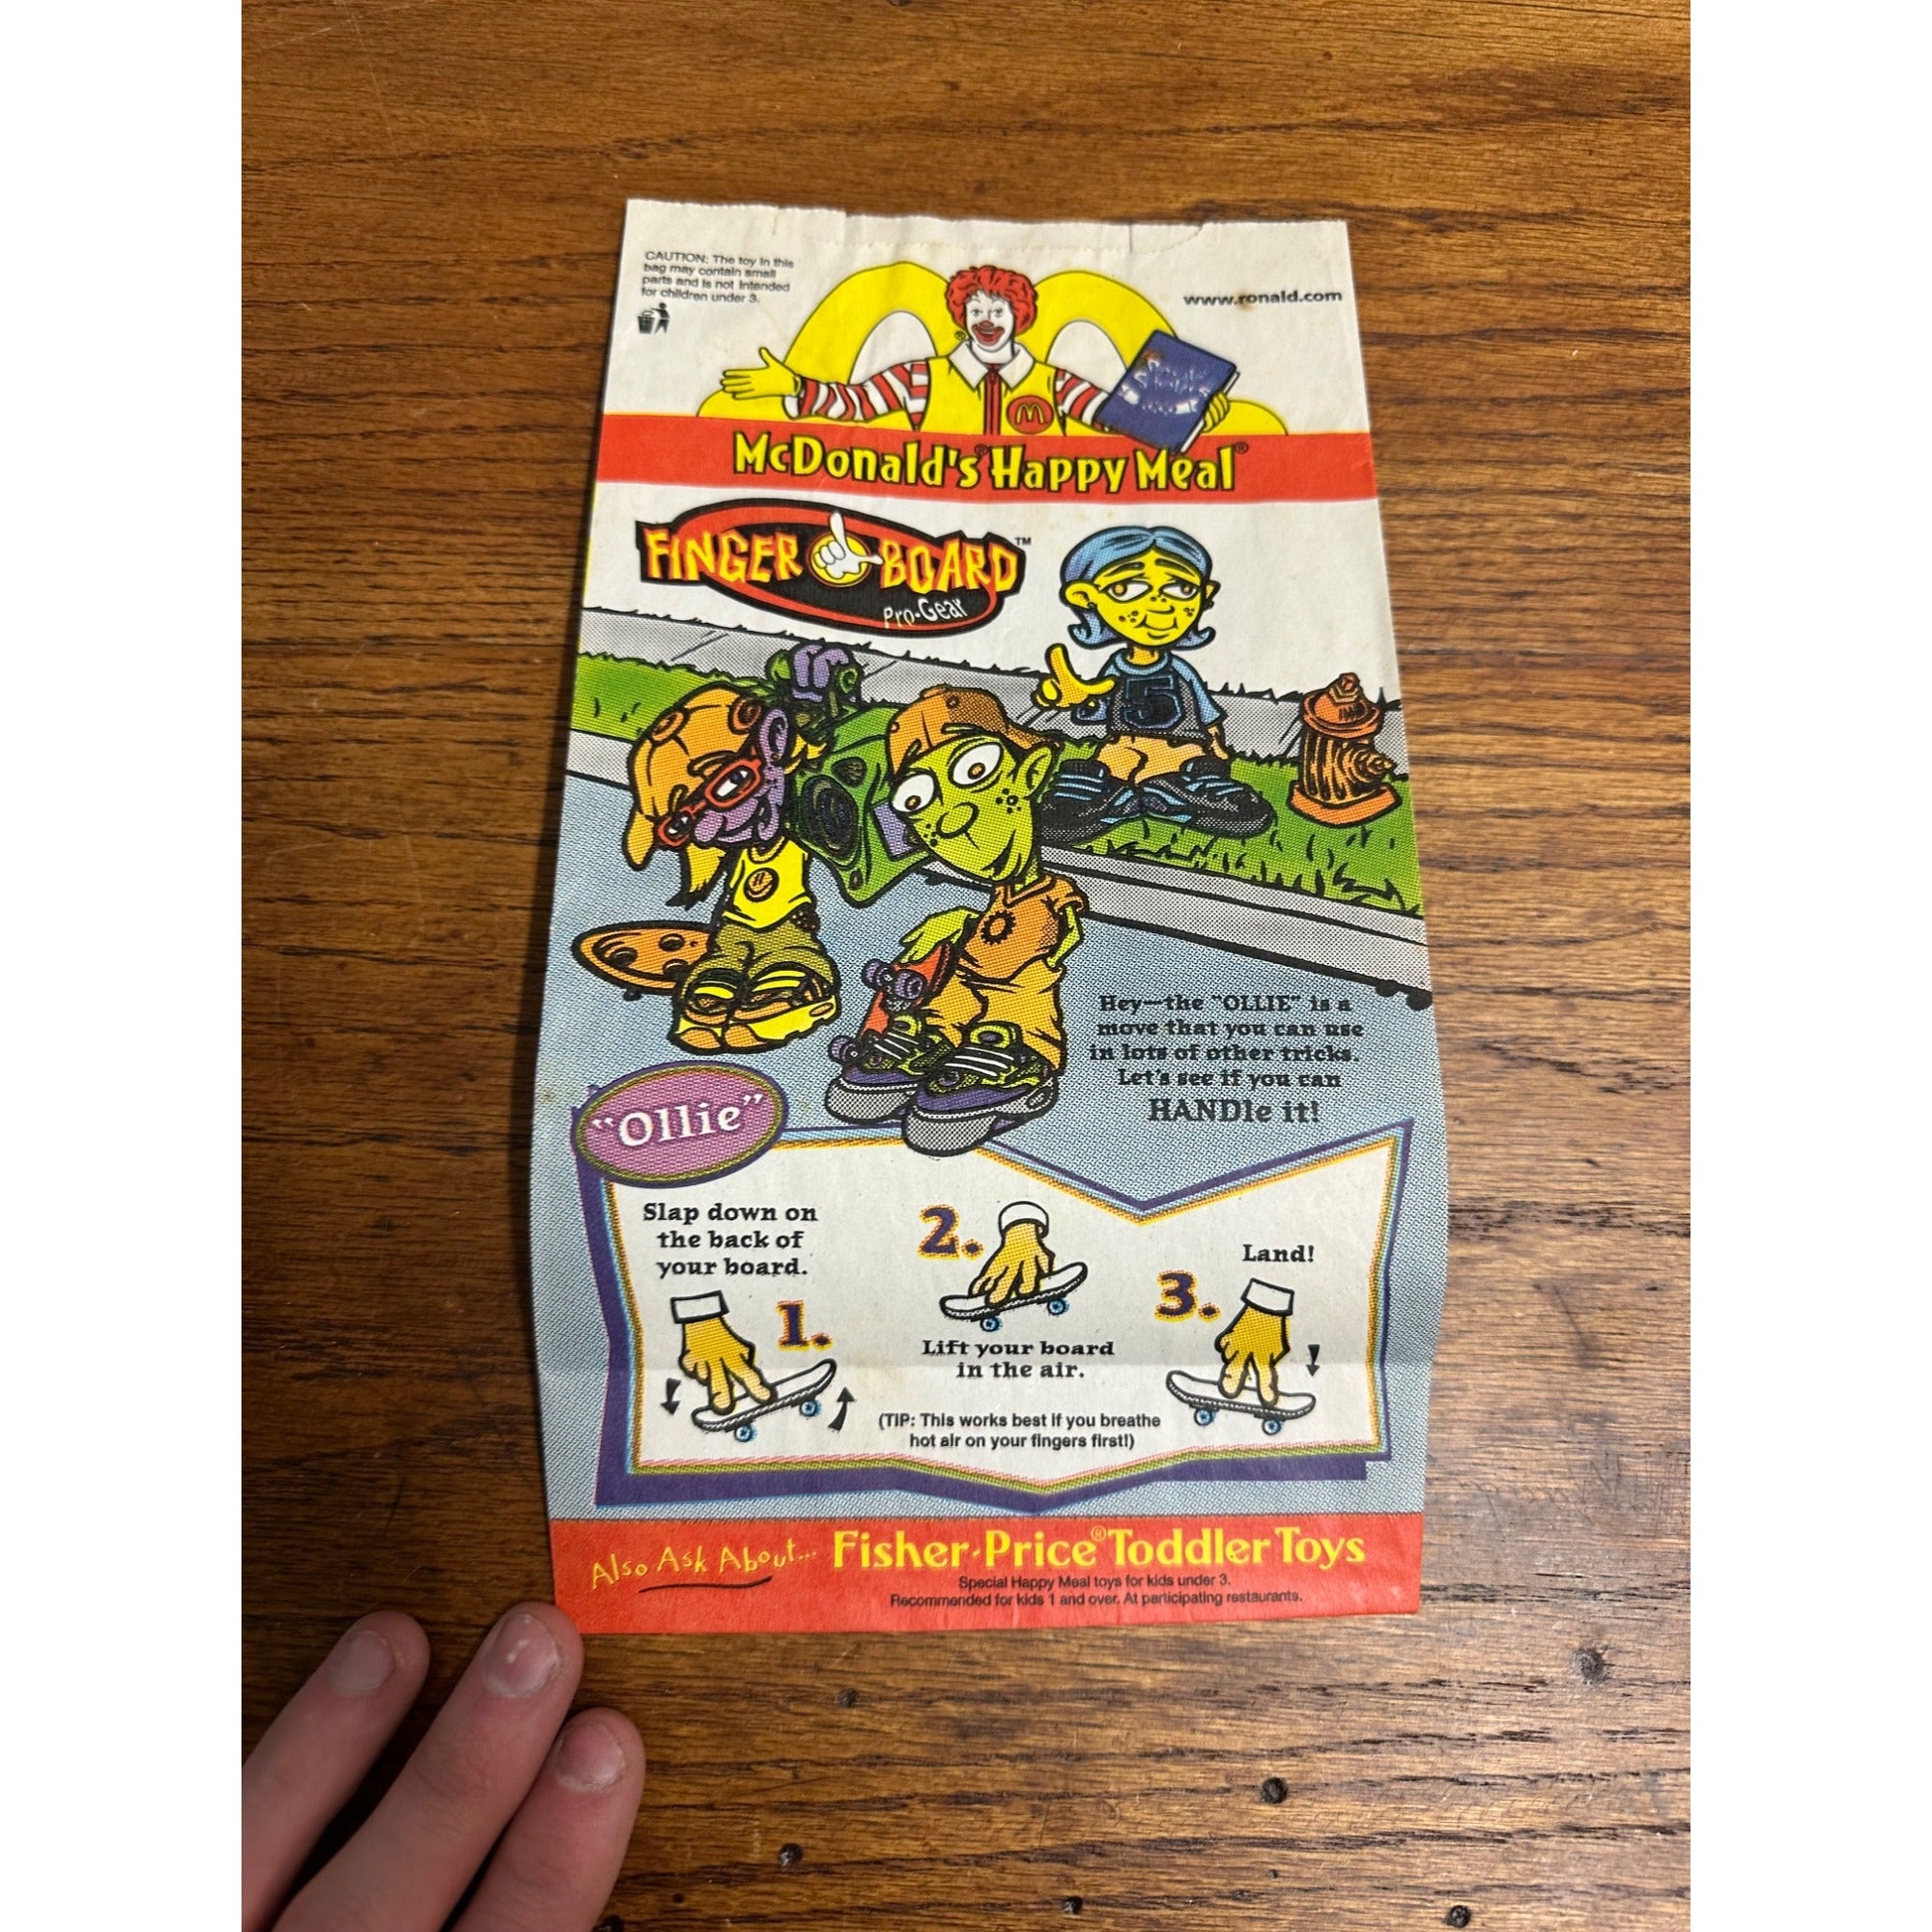 CAUTION: The toy in this
bag may contain small
parts and is not intended
for children under 3.
www.ronald.com
McDonald's® Happy Meal®
FINGER BOARD™
Pro-Gear
5
Hey—the "OLLIE" is a
move that you can use
in lots of other tricks.
Let's see if you can
HANDle it!
"Ollie"
Slap down on
the back of
your board.
1.
2.
Lift your board
in the air.
(TIP: This works best if you breathe
hot air on your fingers first!)
Land!
3.
Also Ask About... Fisher-Price® Toddler Toys
Special Happy Meal toys for kids under 3.
Recommended for kids 1 and over. At participating restaurants.